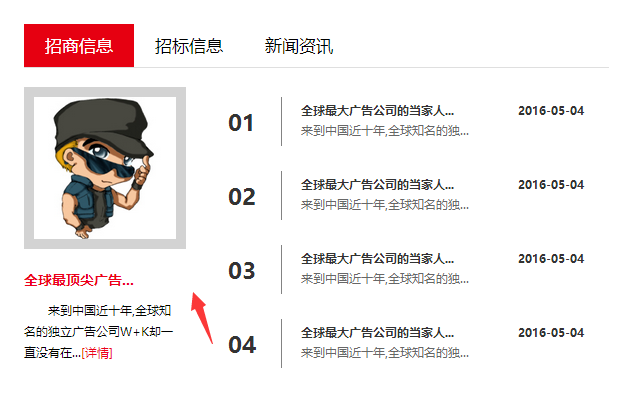 招商信息 招标信息 新闻资讯
全球最顶尖广告...
来到中国近十年,全球知
名的独立广告公司W+K却一
直没有在...[详情]
01
全球最大广告公司的当家人... 2016-05-04
来到中国近十年,全球知名的独...
02
全球最大广告公司的当家人... 2016-05-04
来到中国近十年,全球知名的独...
03
全球最大广告公司的当家人... 2016-05-04
来到中国近十年,全球知名的独...
04
全球最大广告公司的当家人... 2016-05-04
来到中国近十年,全球知名的独...